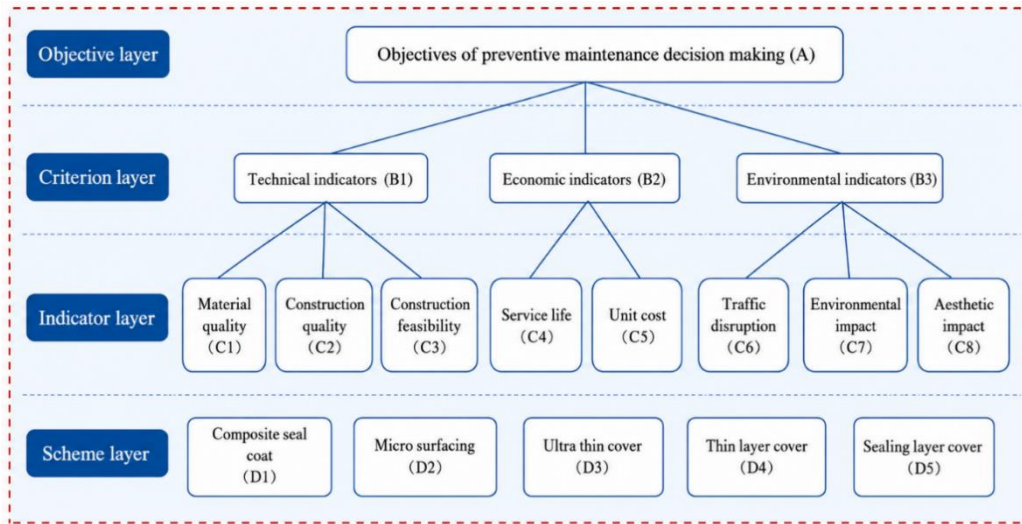 Objective layer
Objectives of preventive maintenance decision making (A)
Criterion layer
Technical indicators (B1)
Economic indicators (B2)
Environmental indicators (B3)
Indicator layer
Material
quality
(C1)
Construction
quality
(C2)
Construction
feasibility
(C3)
Service life
(C4)
Unit cost
(C5)
Traffic
disruption
(C6)
Environmental
impact
(C7)
Aesthetic
impact
(C8)
Scheme layer
Composite seal
coat
(D1)
Micro surfacing
(D2)
Ultra thin cover
(D3)
Thin layer cover
(D4)
Sealing layer cover
(D5)